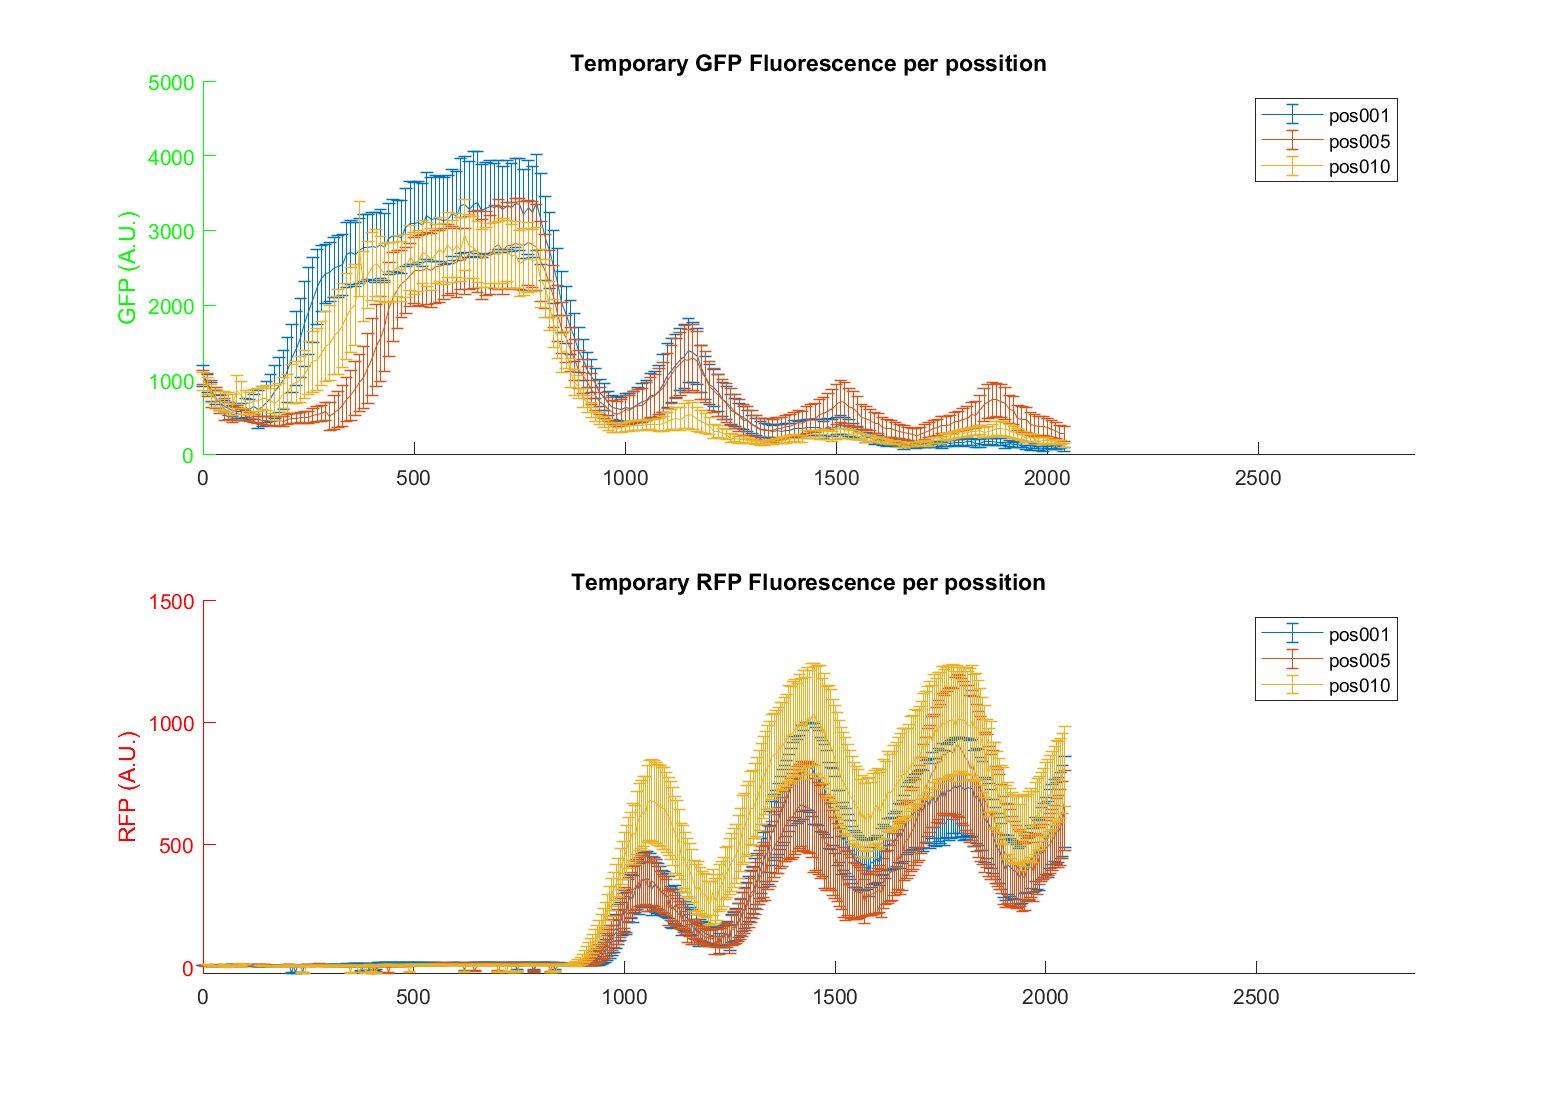 Temporary GFP Fluorescence per possition
5000
4000
3000
2000
1000
0
GFP (A.U.)
0 500 1000 1500 2000 2500
pos001
pos005
pos010
Temporary RFP Fluorescence per possition
1500
1000
500
0
RFP (A.U.)
0 500 1000 1500 2000 2500
pos001
pos005
pos010